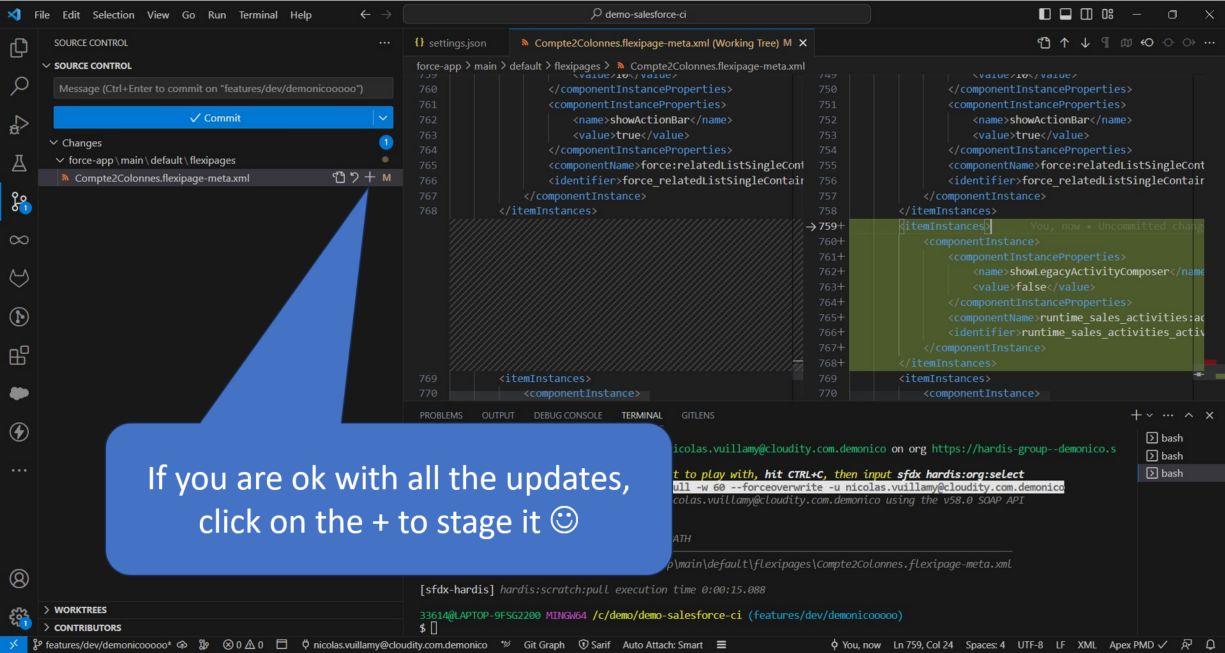 File Edit Selection View Go Run Terminal Help
demo-salesforce-ci
SOURCE CONTROL
SOURCE CONTROL
Message (Ctrl+Enter to commit on "features/dev/demonicooooo")
Commit
Changes
1
force-app\main\default\flexipages
Compte2Colonnes.flexipage-meta.xml M
settings.json
Compte2Colonnes.flexipage-meta.xml (Working Tree) M
force-app > main > default > flexipages > Compte2Colonnes.flexipage-meta.xml
759 <value>10</value>
760 </componentInstanceProperties>
761 <componentInstanceProperties>
762 <name>showActionBar</name>
763 <value>true</value>
764 </componentInstanceProperties>
765 <componentName>force:relatedListSingleCont
766 <identifier>force_relatedListSingleContair
767 </componentInstance>
768 </itemInstances>
769 <itemInstances>
770 <componentInstance>
749 <value>10</value>
750 </componentInstanceProperties>
751 <componentInstanceProperties>
752 <name>showActionBar</name>
753 <value>true</value>
754 </componentInstanceProperties>
755 <componentName>force:relatedListSingleCont
756 <identifier>force_relatedListSingleContair
757 </componentInstance>
758 </itemInstances>
759+ <itemInstances> You, now • Uncommitted chang
760+ <componentInstance>
761+ <componentInstanceProperties>
762+ <name>showLegacyActivityComposer</name
763+ <value>false</value>
764+ </componentInstanceProperties>
765+ <componentName>runtime_sales_activities:ac
766+ <identifier>runtime_sales_activities_activ
767+ </componentInstance>
768+ </itemInstances>
769 <itemInstances>
770 <componentInstance>
PROBLEMS OUTPUT DEBUG CONSOLE TERMINAL GITLENS
icolas.vuillamy@cloudity.com.demonico on org https://hardis-group--demonico.s
t to play with, hit CTRL+C, then input sfdx hardis:org:select
ull -w 60 --forceoverwrite -u nicolas.vuillamy@cloudity.com.demonico
colas.vuillamy@cloudity.com.demonico using the v58.0 SOAP API
ATH
p\main\default\flexipages\Compte2Colonnes.flexipage-meta.xml
[sfdx-hardis] hardis:scratch:pull execution time 0:00:15.088
33614@LAPTOP-9FSG2200 MINGW64 /c/demo/demo-salesforce-ci (features/dev/demonicooooo)
$
bash
bash
bash
If you are ok with all the updates,
click on the + to stage it ☺
WORKTREES
CONTRIBUTORS
1
1
features/dev/demonicooooo* 0 0 nicolas.vuillamy@cloudity.com.demonico Git Graph Sarif Auto Attach: Smart You, now Ln 759, Col 24 Spaces: 4 UTF-8 LF XML Apex PMD